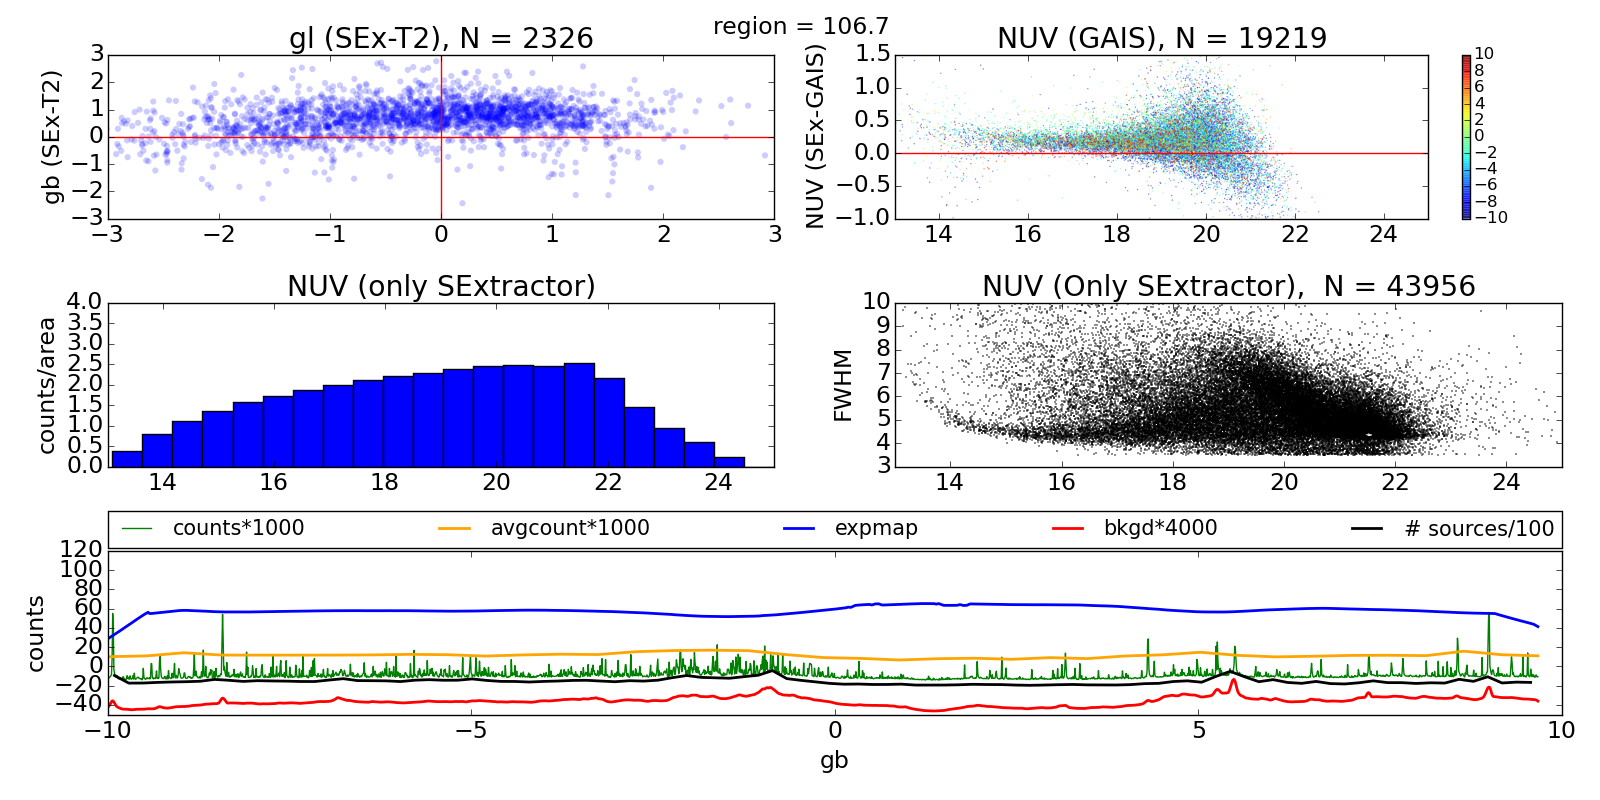 region = 106.7
gl (SEx-T2), N = 2326
gb (SEx-T2)
3
2
1
0
−1
−2
−3
−3 −2 −1 0 1 2 3
NUV (GAIS), N = 19219
NUV (SEx-GAIS)
1.5
1.0
0.5
0.0
−0.5
−1.0
14 16 18 20 22 24
10
8
6
4
2
0
−2
−4
−6
−8
−10
NUV (only SExtractor)
counts/area
4.0
3.5
3.0
2.5
2.0
1.5
1.0
0.5
0.0
14 16 18 20 22 24
NUV (Only SExtractor),  N = 43956
FWHM
10
9
8
7
6
5
4
3
14 16 18 20 22 24
counts*1000 avgcount*1000 expmap bkgd*4000 # sources/100
counts
120
100
80
60
40
20
0
−20
−40
−10 −5 0 5 10
gb